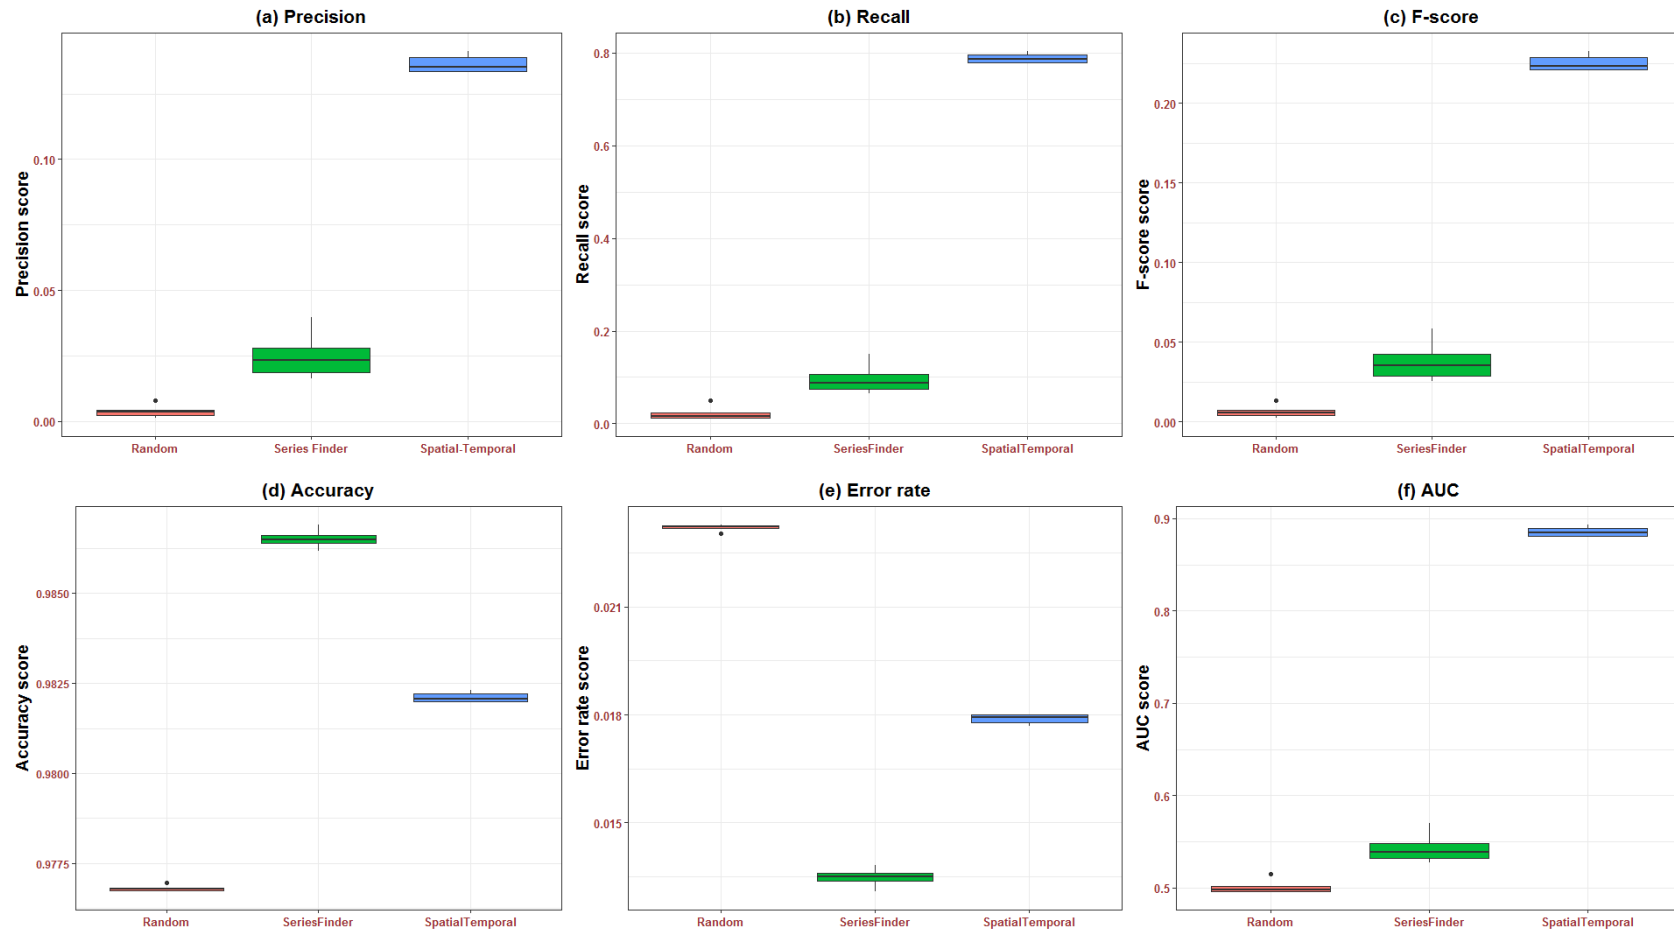 (a) Precision
Precision score
0.10
0.05
0.00
Random
Series Finder
Spatial-Temporal
(b) Recall
Recall score
0.8
0.6
0.4
0.2
0.0
Random
SeriesFinder
SpatialTemporal
(c) F-score
F-score score
0.20
0.15
0.10
0.05
0.00
Random
SeriesFinder
SpatialTemporal
(d) Accuracy
Accuracy score
0.9850
0.9825
0.9800
0.9775
Random
SeriesFinder
SpatialTemporal
(e) Error rate
Error rate score
0.021
0.018
0.015
Random
SeriesFinder
SpatialTemporal
(f) AUC
AUC score
0.9
0.8
0.7
0.6
0.5
Random
SeriesFinder
SpatialTemporal